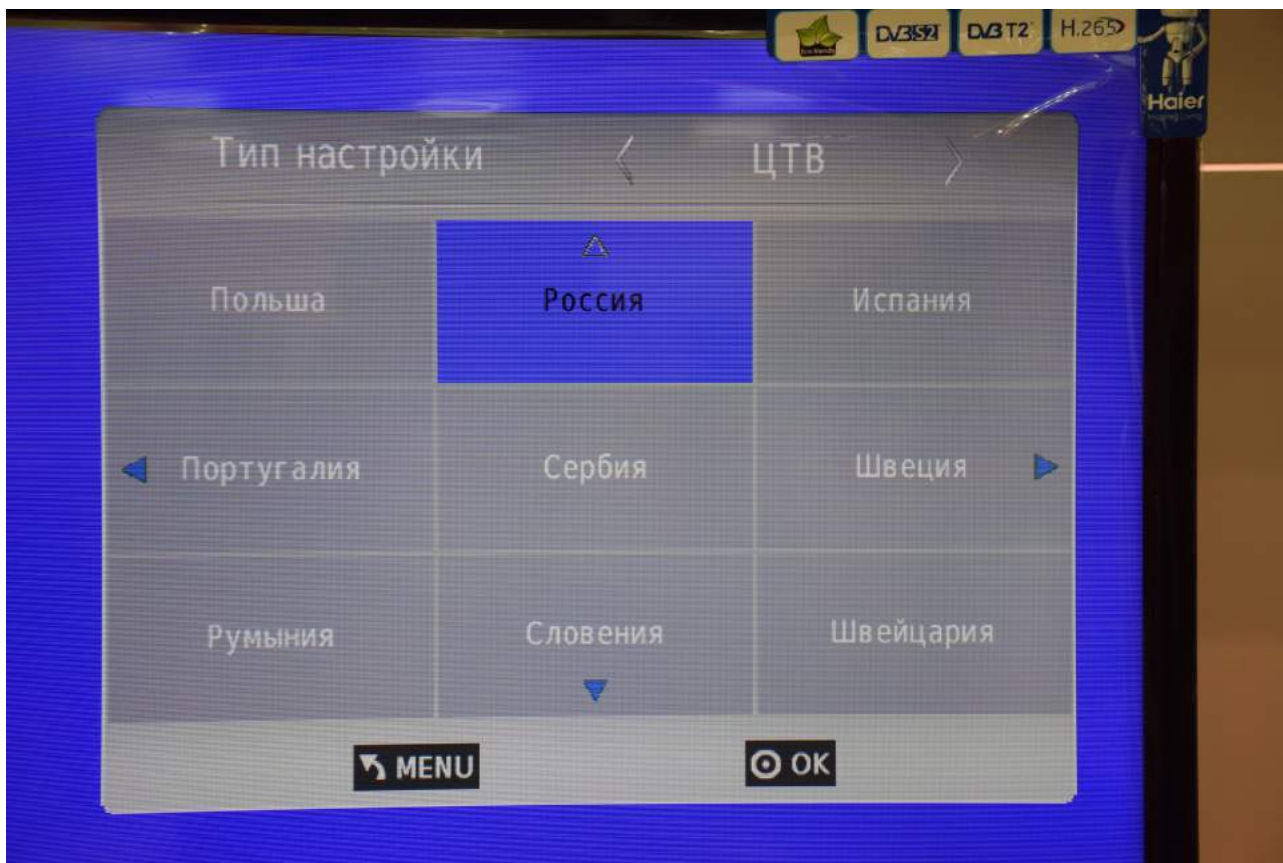 DVB S2 DVB T2 H.265
Haier
Тип настройки ЦТВ
Польша Россия Испания
Португалия Сербия Швеция
Румыния Словения Швейцария
MENU OK